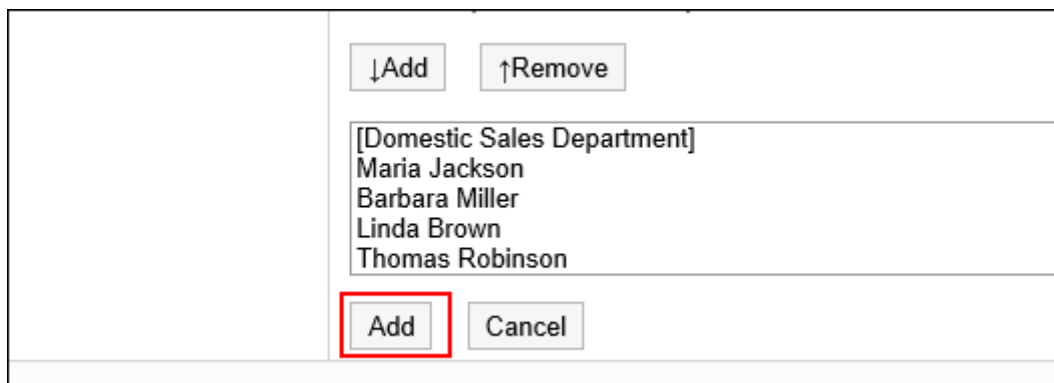 ↓Add ↑Remove
[Domestic Sales Department]
Maria Jackson
Barbara Miller
Linda Brown
Thomas Robinson
Add Cancel